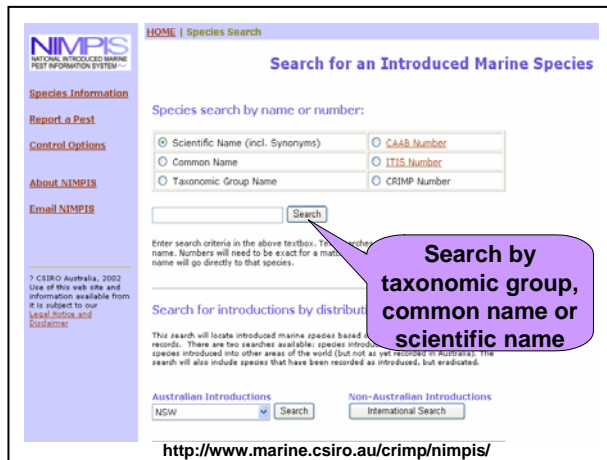 HOME | Species Search
NIMPIS
NATIONAL INTRODUCED MARINE
PEST INFORMATION SYSTEM
Search for an Introduced Marine Species
Species Information
Report a Pest
Control Options
About NIMPIS
Email NIMPIS
? CSIRO Australia, 2002
Use of this web site and
information available from
it is subject to our
Legal Notice and
Disclaimer
Species search by name or number:
Scientific Name (incl. Synonyms)
CAAB Number
Common Name
ITIS Number
Taxonomic Group Name
CRIMP Number
Search
Enter search criteria in the above textbox.
name. Numbers will need to be exact for a
name will go directly to that species.
Search by
taxonomic group,
common name or
scientific name
Search for introductions by
This search will locate introduced marine species based
records. There are two searches available: species
species introduced into other areas of the world (but not as yet recorded in Australia). The
search will also include species that have been recorded as introduced, but eradicated.
Australian Introductions
Non-Australian Introductions
NSW
Search
International Search
http://www.marine.csiro.au/crimp/nimpis/